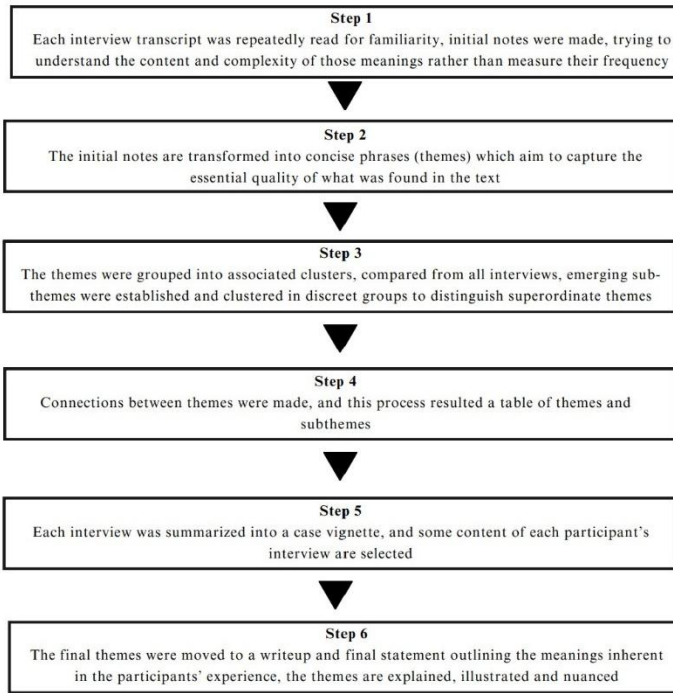 Step 1
Each interview transcript was repeatedly read for familiarity, initial notes were made, trying to
understand the content and complexity of those meanings rather than measure their frequency
Step 2
The initial notes are transformed into concise phrases (themes) which aim to capture the
essential quality of what was found in the text
Step 3
The themes were grouped into associated clusters, compared from all interviews, emerging sub-
themes were established and clustered in discreet groups to distinguish superordinate themes
Step 4
Connections between themes were made, and this process resulted a table of themes and
subthemes
Step 5
Each interview was summarized into a case vignette, and some content of each participant's
interview are selected
Step 6
The final themes were moved to a writeup and final statement outlining the meanings inherent
in the participants' experience, the themes are explained, illustrated and nuanced